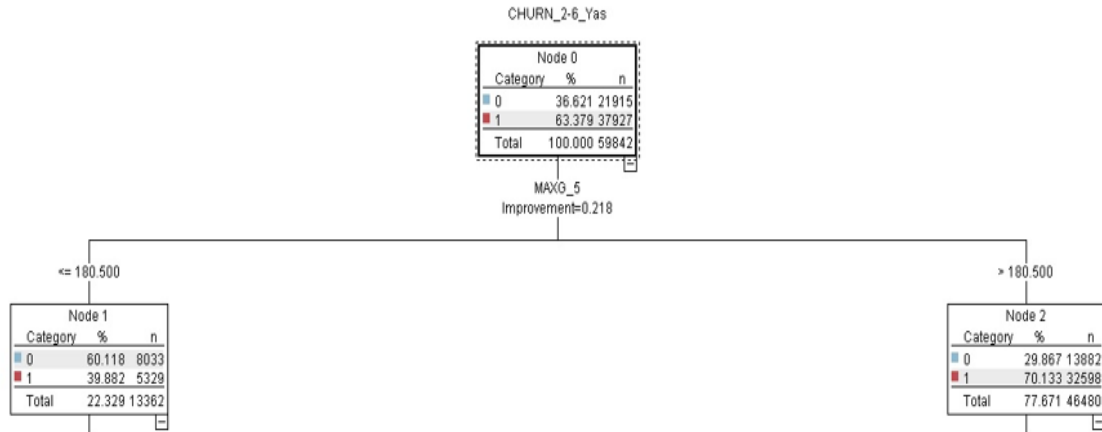 CHURN_2-6_Yas
Node 0
Category % n
0 36.621 21915
1 63.379 37927
Total 100.000 59842
MAXG_5
Improvement=0.218
<= 180.500
> 180.500
Node 1
Category % n
0 60.118 8033
1 39.882 5329
Total 22.329 13362
Node 2
Category % n
0 29.867 13882
1 70.133 32598
Total 77.671 46480